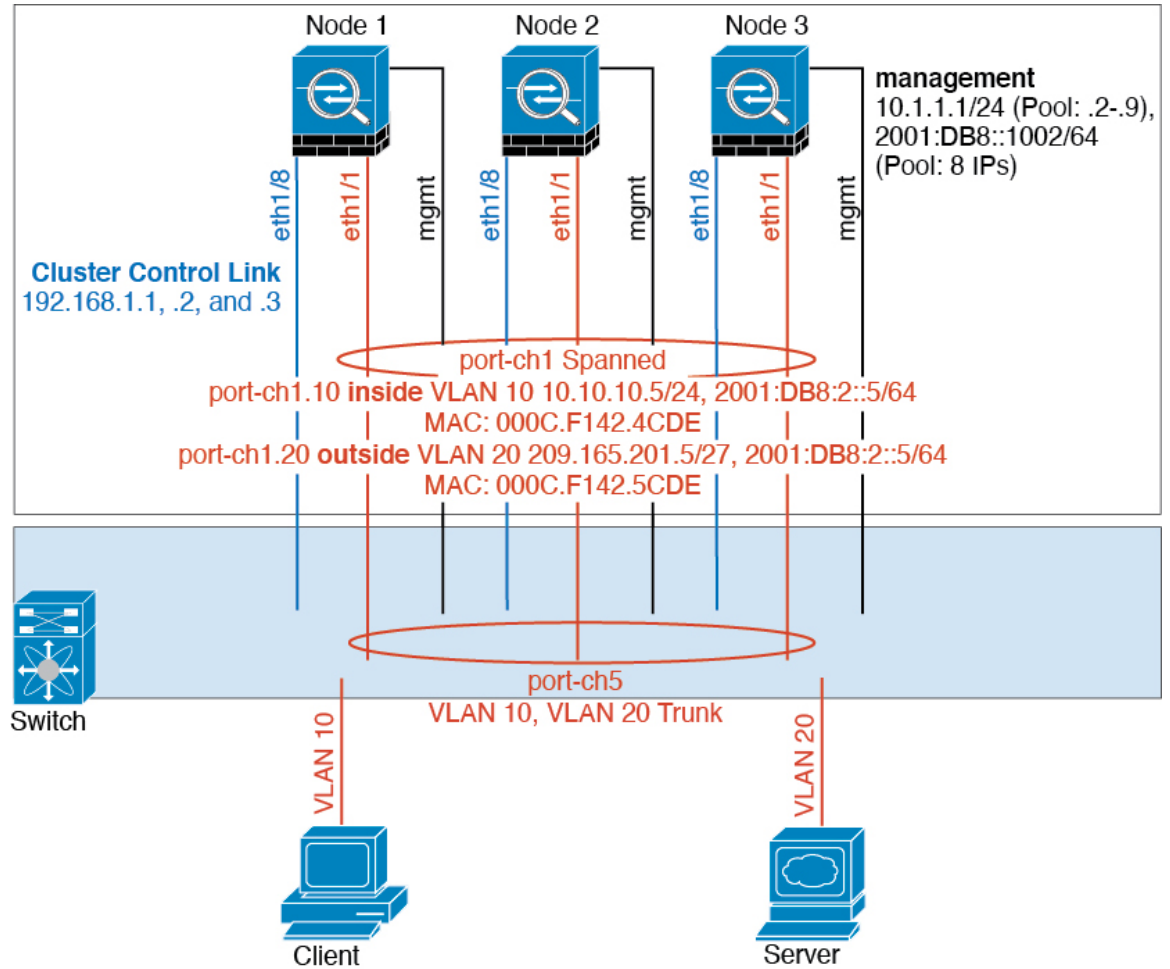 Node 1
Node 2
Node 3
management
10.1.1.1/24 (Pool: .2-.9),
2001:DB8::1002/64
(Pool: 8 IPs)
eth1/8
eth1/1
mgmt
eth1/8
eth1/1
mgmt
eth1/8
eth1/1
mgmt
Cluster Control Link
192.168.1.1, .2, and .3
port-ch1 Spanned
port-ch1.10 inside VLAN 10 10.10.10.5/24, 2001:DB8:2::5/64
MAC: 000C.F142.4CDE
port-ch1.20 outside VLAN 20 209.165.201.5/27, 2001:DB8:2::5/64
MAC: 000C.F142.5CDE
port-ch5
VLAN 10, VLAN 20 Trunk
Switch
VLAN 10
VLAN 20
Client
Server